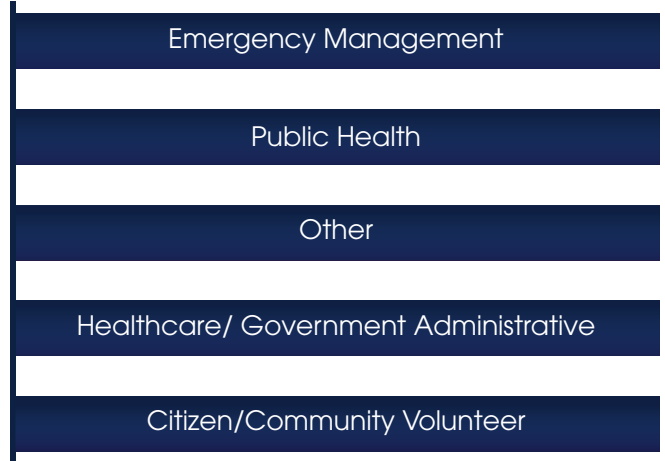 Emergency Management
Public Health
Other
Healthcare/ Government Administrative
Citizen/Community Volunteer